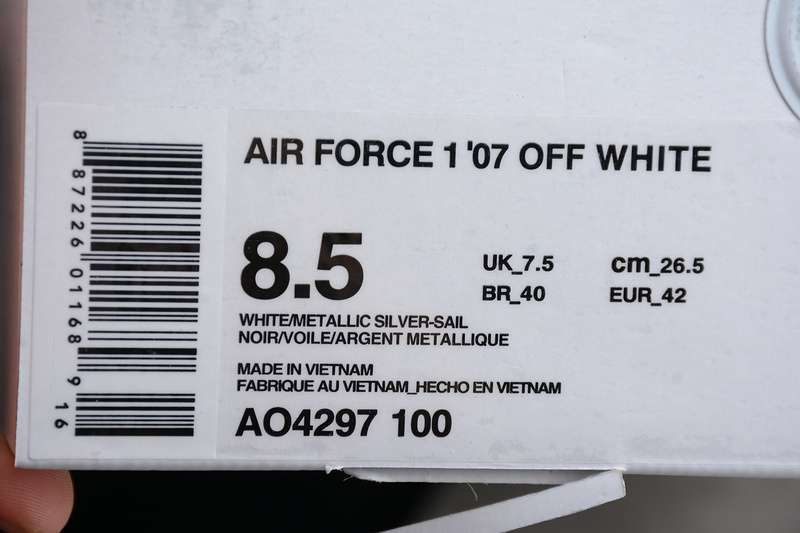 AIR FORCE 1 '07 OFF WHITE
8.5
UK_7.5
cm_26.5
BR_40
EUR_42
WHITE/METALLIC SILVER-SAIL
NOIR/VOILE/ARGENT METALLIQUE
MADE IN VIETNAM
FABRIQUE AU VIETNAM_HECHO EN VIETNAM
AO4297 100
8 87226 01168 9 16